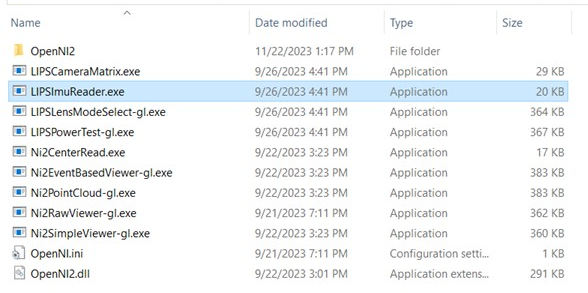 Name Date modified Type Size
OpenNI2 11/22/2023 1:17 PM File folder
LIPSCameraMatrix.exe 9/26/2023 4:41 PM Application 29 KB
LIPSImuReader.exe 9/26/2023 4:41 PM Application 20 KB
LIPSLensModeSelect-gl.exe 9/26/2023 4:41 PM Application 364 KB
LIPSPowerTest-gl.exe 9/26/2023 4:41 PM Application 367 KB
Ni2CenterRead.exe 9/22/2023 3:23 PM Application 17 KB
Ni2EventBasedViewer-gl.exe 9/22/2023 3:23 PM Application 383 KB
Ni2PointCloud-gl.exe 9/22/2023 3:23 PM Application 383 KB
Ni2RawViewer-gl.exe 9/21/2023 7:11 PM Application 362 KB
Ni2SimpleViewer-gl.exe 9/22/2023 3:23 PM Application 360 KB
OpenNI.ini 9/21/2023 7:11 PM Configuration setti... 1 KB
OpenNI2.dll 9/22/2023 3:01 PM Application extens... 291 KB